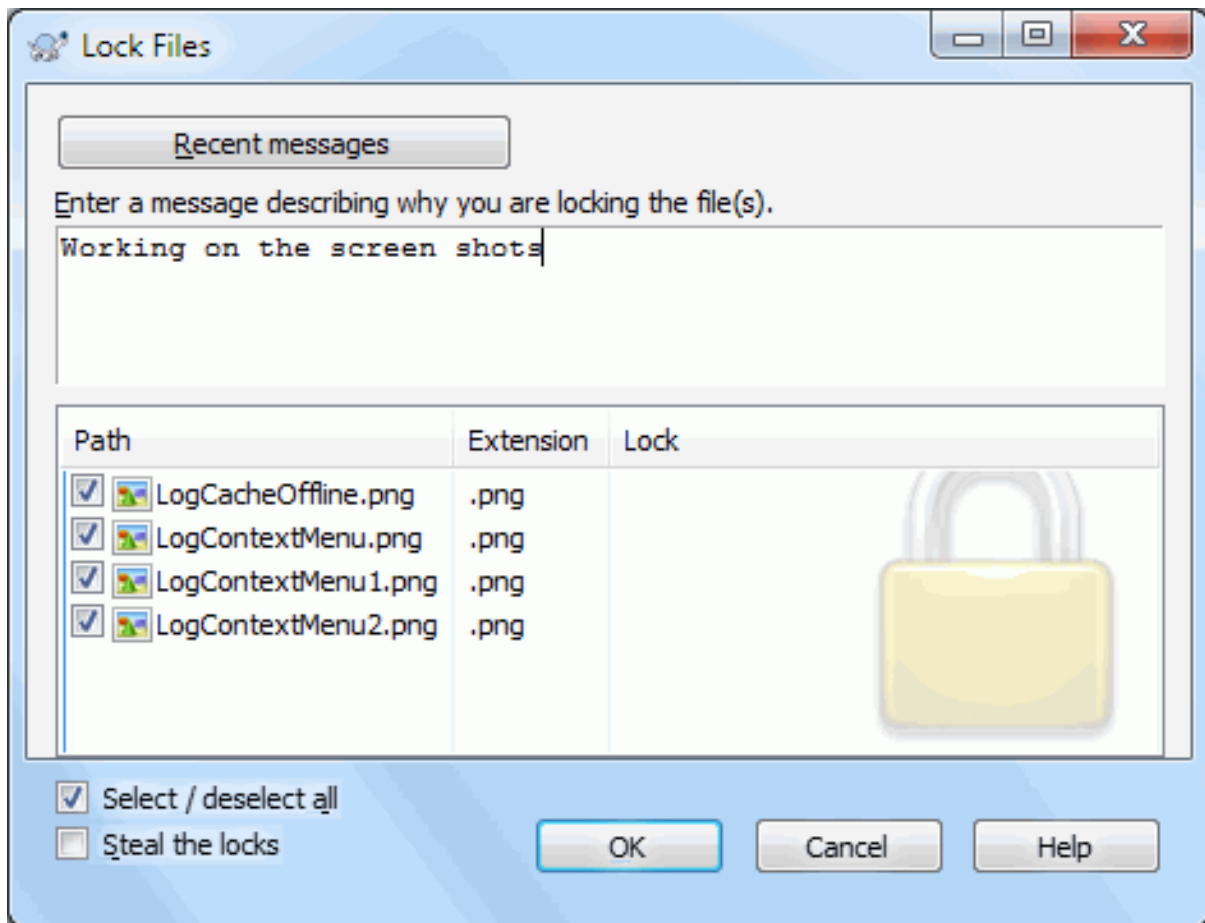 Lock Files
Recent messages
Enter a message describing why you are locking the file(s).
Working on the screen shots
Path Extension Lock
LogCacheOffline.png .png
LogContextMenu.png .png
LogContextMenu1.png .png
LogContextMenu2.png .png
Select / deselect all
Steal the locks
OK Cancel Help